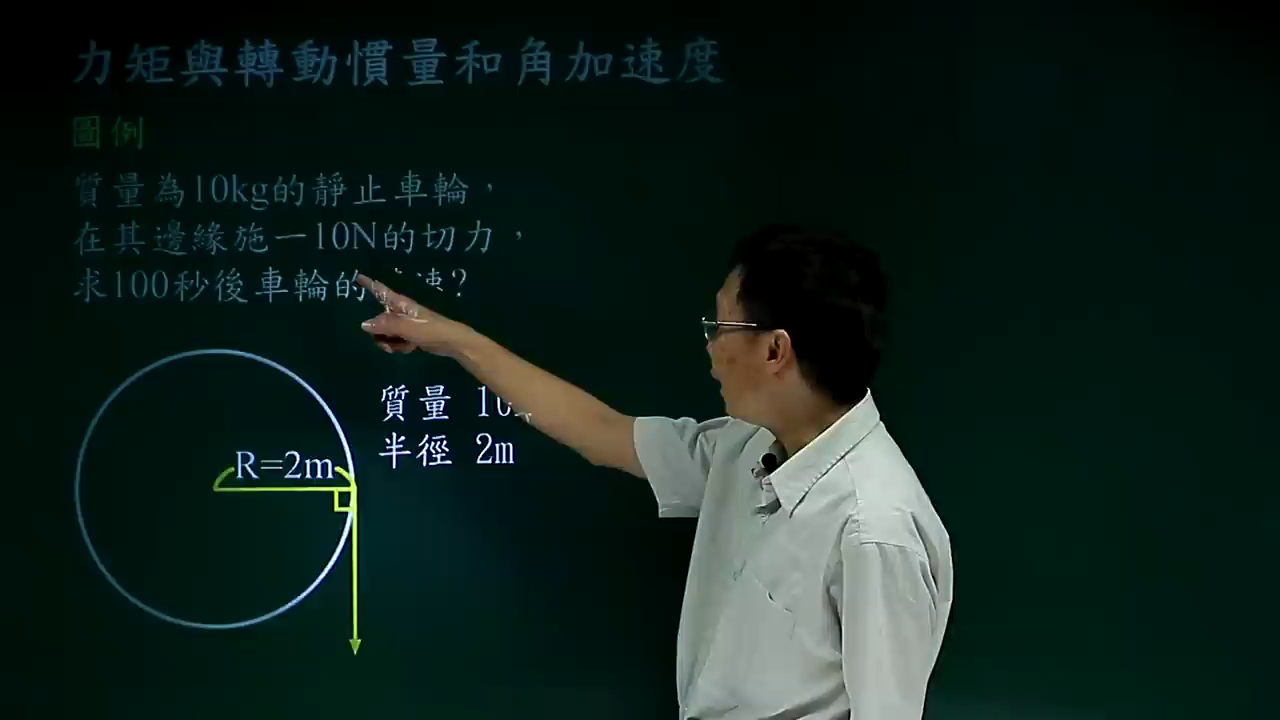 力矩與轉動慣量和角加速度
圖例
質量為10kg的靜止車輪，
在其邊緣施一10N的切力，
求100秒後車輪的 速？
R=2m
質量 10
半徑 2m